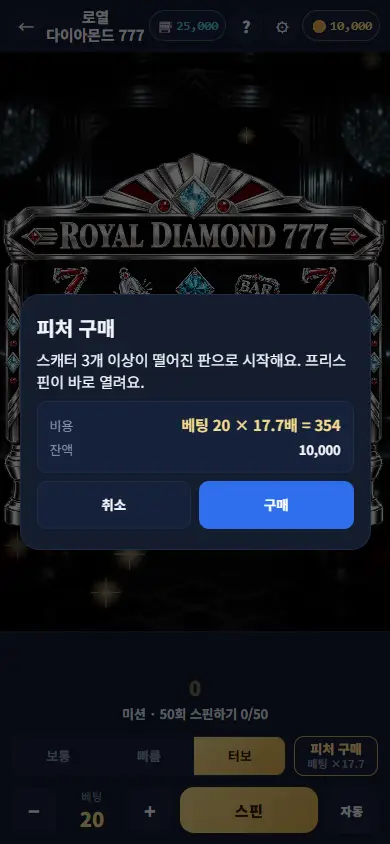 ←
로열
다이아몬드 777
25,000
?
10,000
ROYAL DIAMOND 777
7
BAR
7
피처 구매
스캐터 3개 이상이 떨어진 판으로 시작해요. 프리스
핀이 바로 열려요.
비용
베팅 20 × 17.7배 = 354
잔액
10,000
취소
구매
0
미션 · 50회 스핀하기 0/50
보통
빠름
터보
피처 구매
베팅 ×17.7
−
베팅
20
+
스핀
자동